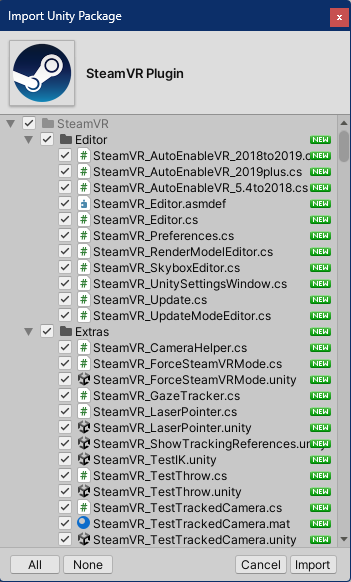 Import Unity Package
x
SteamVR Plugin
SteamVR
Editor NEW
# SteamVR_AutoEnableVR_2018to2019.c NEW
# SteamVR_AutoEnableVR_2019plus.cs NEW
# SteamVR_AutoEnableVR_5.4to2018.cs NEW
SteamVR_Editor.asmdef NEW
# SteamVR_Editor.cs NEW
# SteamVR_Preferences.cs NEW
# SteamVR_RenderModelEditor.cs NEW
# SteamVR_SkyboxEditor.cs NEW
# SteamVR_UnitySettingsWindow.cs NEW
# SteamVR_Update.cs NEW
# SteamVR_UpdateModeEditor.cs NEW
Extras NEW
# SteamVR_CameraHelper.cs NEW
# SteamVR_ForceSteamVRMode.cs NEW
SteamVR_ForceSteamVRMode.unity NEW
# SteamVR_GazeTracker.cs NEW
# SteamVR_LaserPointer.cs NEW
SteamVR_LaserPointer.unity NEW
SteamVR_ShowTrackingReferences.un NEW
SteamVR_TestIK.unity NEW
# SteamVR_TestThrow.cs NEW
SteamVR_TestThrow.unity NEW
# SteamVR_TestTrackedCamera.cs NEW
SteamVR_TestTrackedCamera.mat NEW
SteamVR_TestTrackedCamera.unity NEW
All None Cancel Import